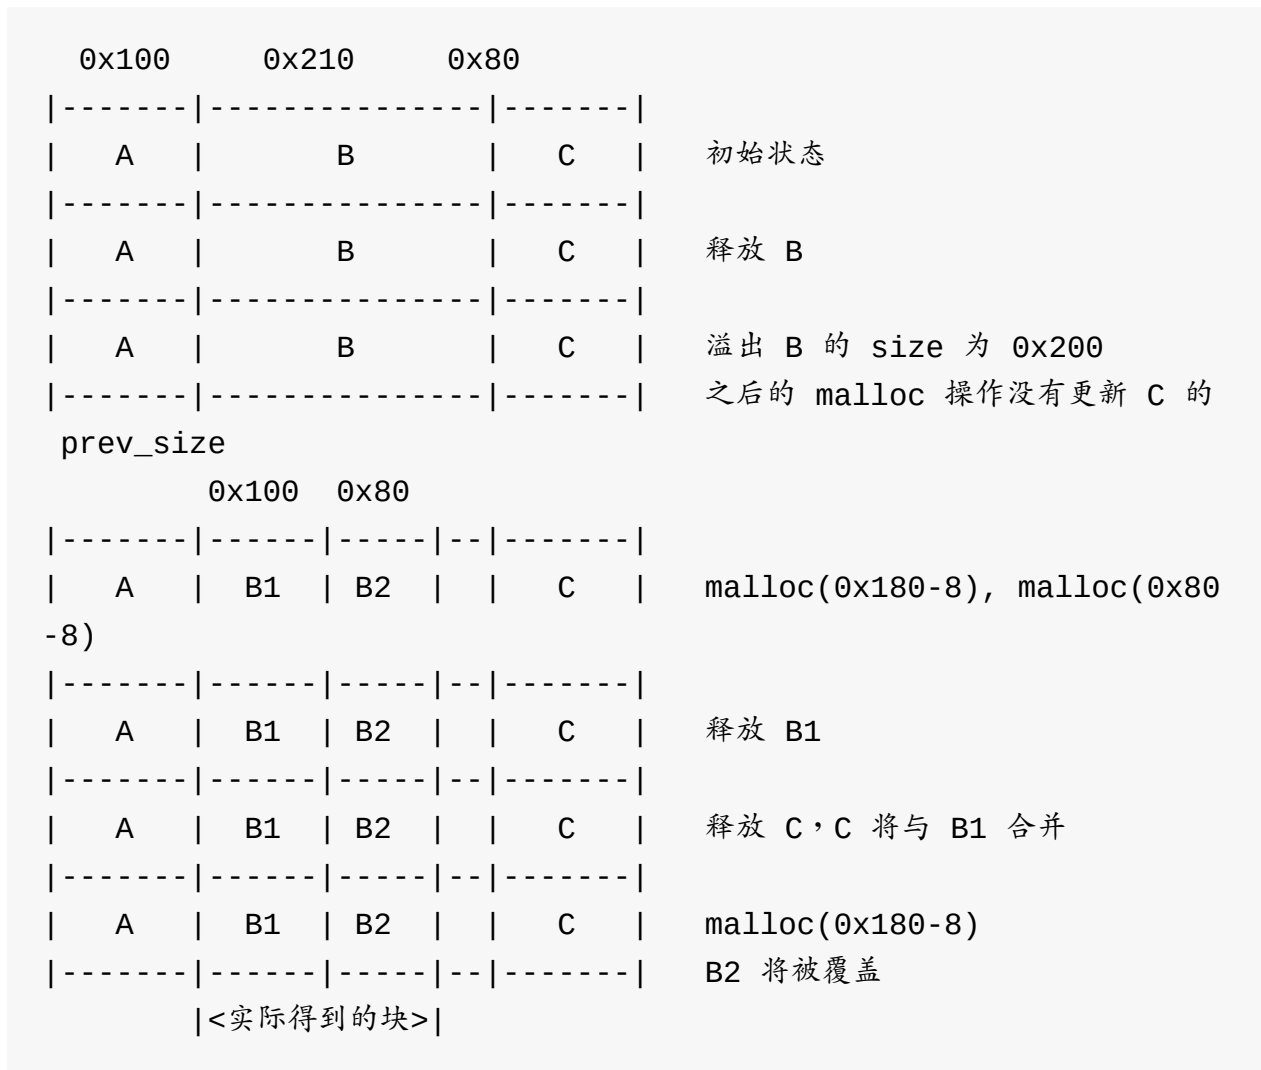 0x100     0x210     0x80
|-------|---------------|-------|
|   A   |       B       |   C   |   初始状态
|-------|---------------|-------|
|   A   |       B       |   C   |   释放 B
|-------|---------------|-------|
|   A   |       B       |   C   |   溢出 B 的 size 为 0x200
|-------|---------------|-------|   之后的 malloc 操作没有更新 C 的
prev_size
         0x100  0x80
|-------|------|-----|--|-------|
|   A   |  B1  | B2  |  |   C   |   malloc(0x180-8), malloc(0x80
-8)
|-------|------|-----|--|-------|
|   A   |  B1  | B2  |  |   C   |   释放 B1
|-------|------|-----|--|-------|
|   A   |  B1  | B2  |  |   C   |   释放 C，C 将与 B1 合并
|-------|------|-----|--|-------|
|   A   |  B1  | B2  |  |   C   |   malloc(0x180-8)
|-------|------|-----|--|-------|   B2 将被覆盖
        |<实际得到的块>|